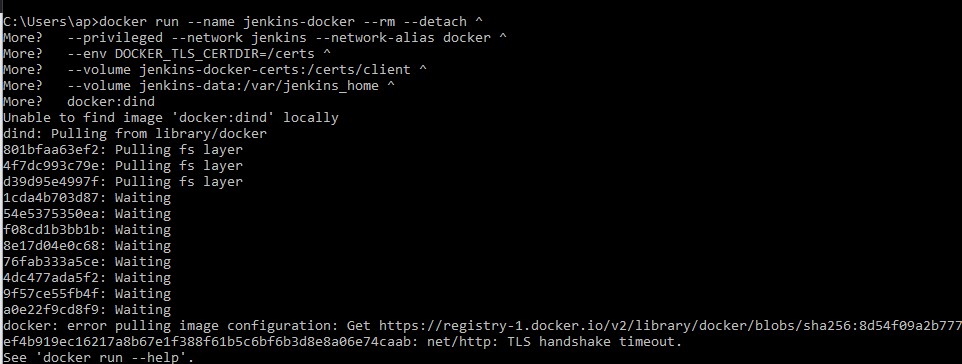 C:\Users\ap>docker run --name jenkins-docker --rm --detach ^
More?   --privileged --network jenkins --network-alias docker ^
More?   --env DOCKER_TLS_CERTDIR=/certs ^
More?   --volume jenkins-docker-certs:/certs/client ^
More?   --volume jenkins-data:/var/jenkins_home ^
More?   docker:dind
Unable to find image 'docker:dind' locally
dind: Pulling from library/docker
801bfaa63ef2: Pulling fs layer
4f7dc993c79e: Pulling fs layer
d39d95e4997f: Pulling fs layer
1cda4b703d87: Waiting
54e5375350ea: Waiting
f08cd1b3bb1b: Waiting
8e17d04e0c68: Waiting
76fab333a5ce: Waiting
4dc477ada5f2: Waiting
9f57ce55fb4f: Waiting
a0e22f9cd8f9: Waiting
docker: error pulling image configuration: Get https://registry-1.docker.io/v2/library/docker/blobs/sha256:8d54f09a2b777
ef4b919ec16217a8b67e1f388f61b5c6bf6b3d8e8a06e74caab: net/http: TLS handshake timeout.
See 'docker run --help'.